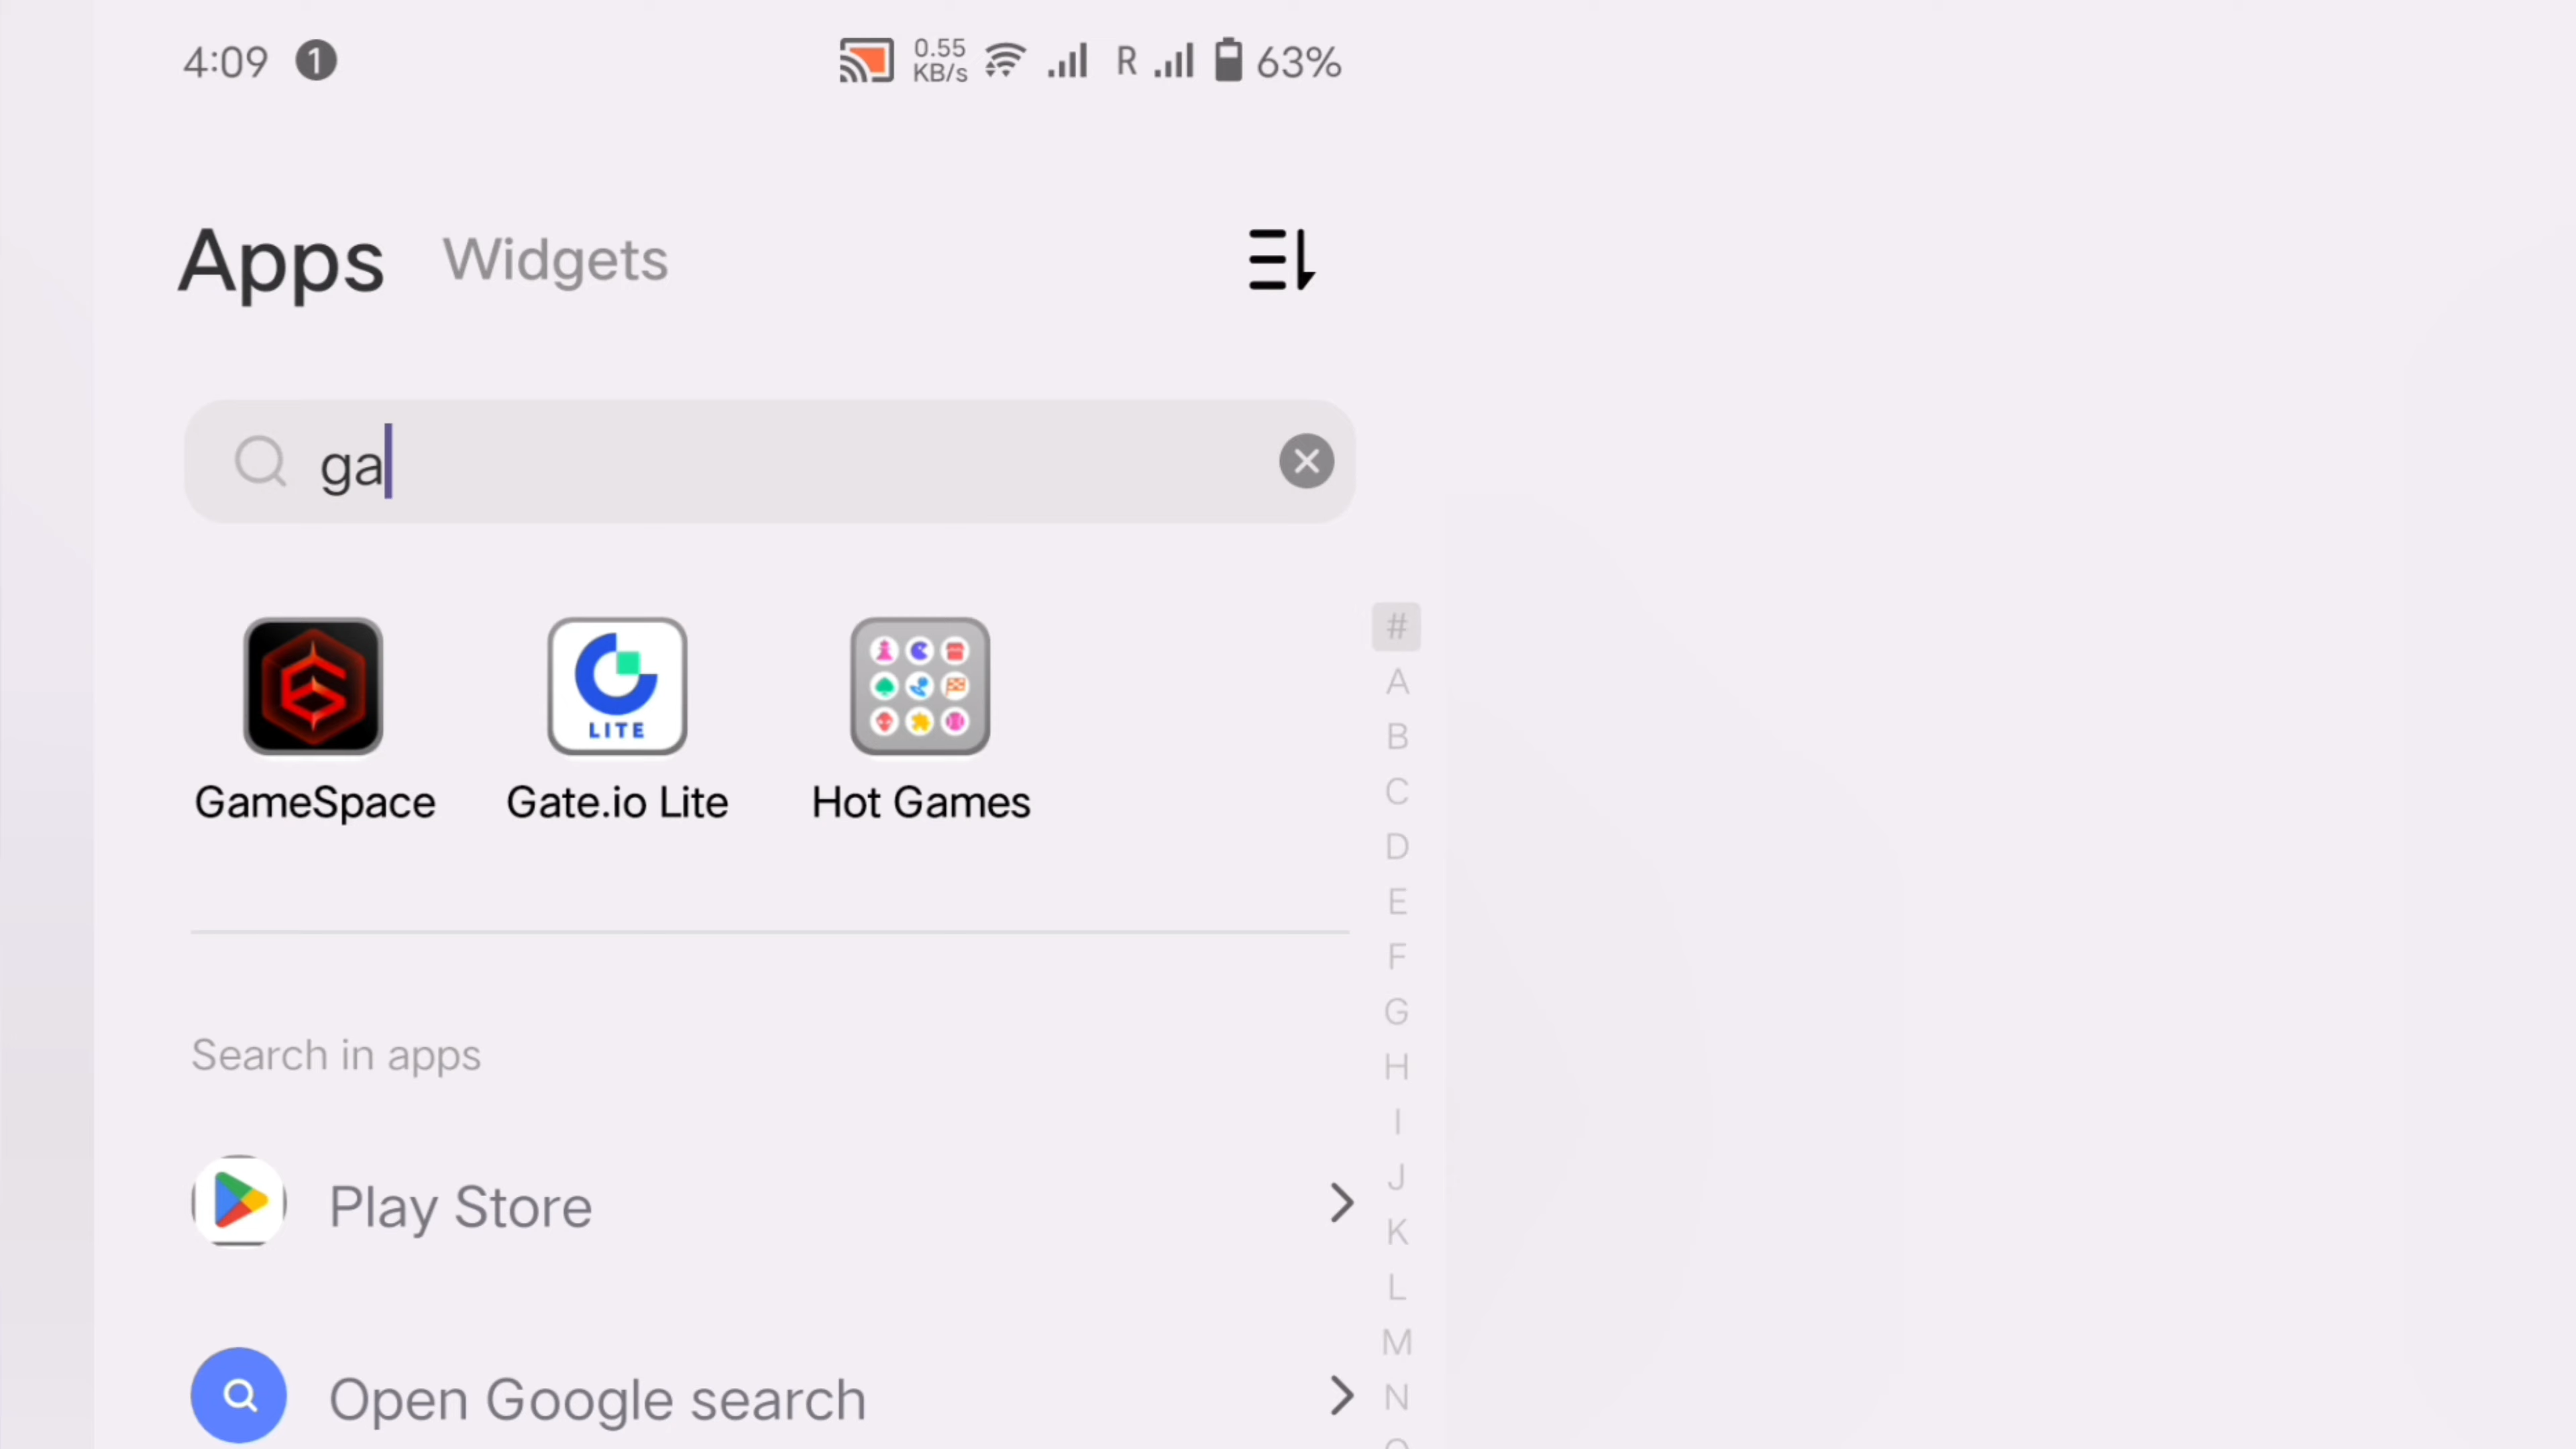 4:09 1 0.55 KB/s R 63%
Apps Widgets
ga
LITE
GameSpace Gate.io Lite Hot Games
#
A
B
C
D
E
F
G
H
I
J
K
L
M
N
Search in apps
Play Store
Open Google search